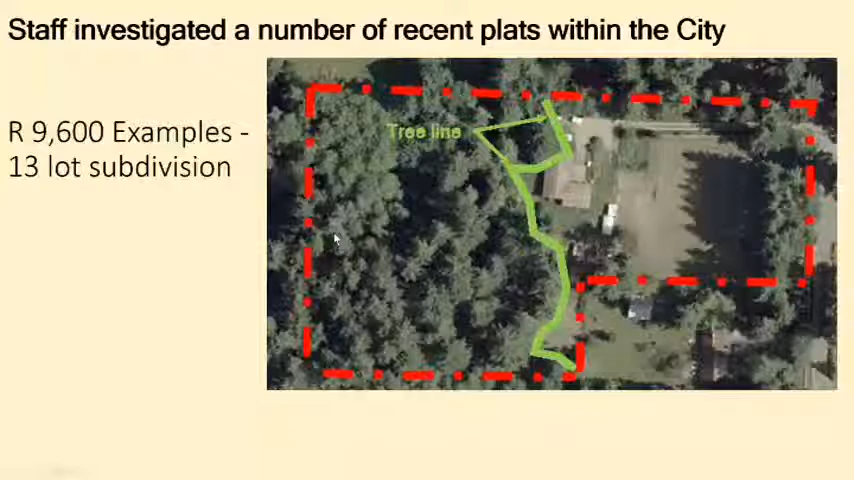 Staff investigated a number of recent plats within the City
R 9,600 Examples -
13 lot subdivision
Tree line